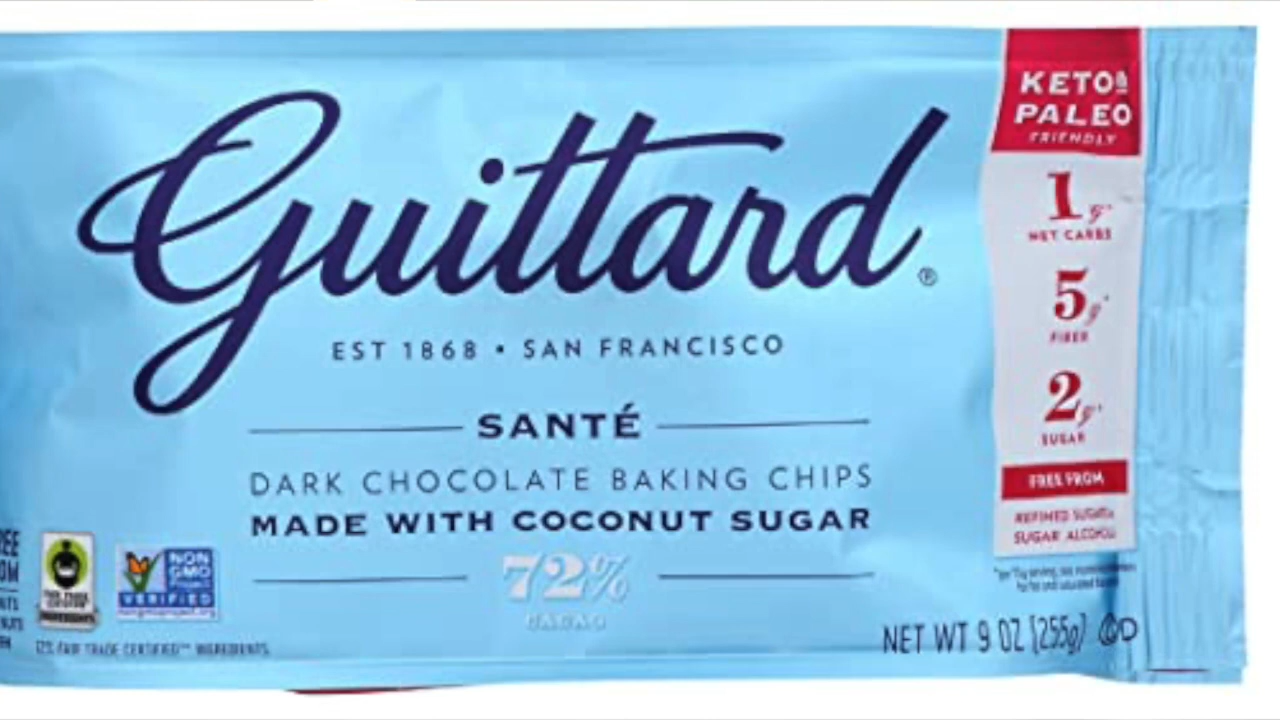 Guittard®
EST 1868 • SAN FRANCISCO
SANTÉ
DARK CHOCOLATE BAKING CHIPS
MADE WITH COCONUT SUGAR
72%
CACAO
KETO &
PALEO
FRIENDLY
1g*
NET CARBS
5g*
FIBER
2g*
SUGAR
FREE FROM
REFINED SUGAR &
SUGAR ALCOHOL
NON
GMO
VERIFIED
FAIR TRADE CERTIFIED™ INGREDIENTS
NET WT 9 OZ (255g) D